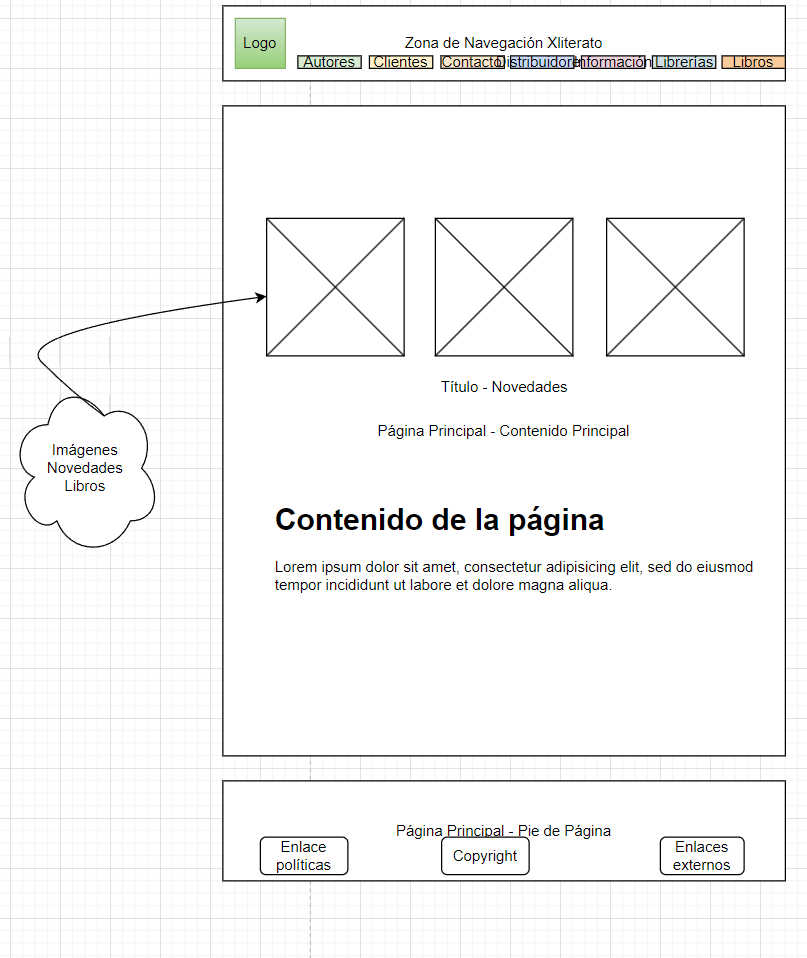 Logo
Zona de Navegación Xliterato
Autores
Clientes
Contacto
Distribuidores
Información
Librerías
Libros
Título - Novedades
Página Principal - Contenido Principal
Imágenes
Novedades
Libros
Contenido de la página
Lorem ipsum dolor sit amet, consectetur adipisicing elit, sed do eiusmod
tempor incididunt ut labore et dolore magna aliqua.
Página Principal - Pie de Página
Enlace
políticas
Copyright
Enlaces
externos